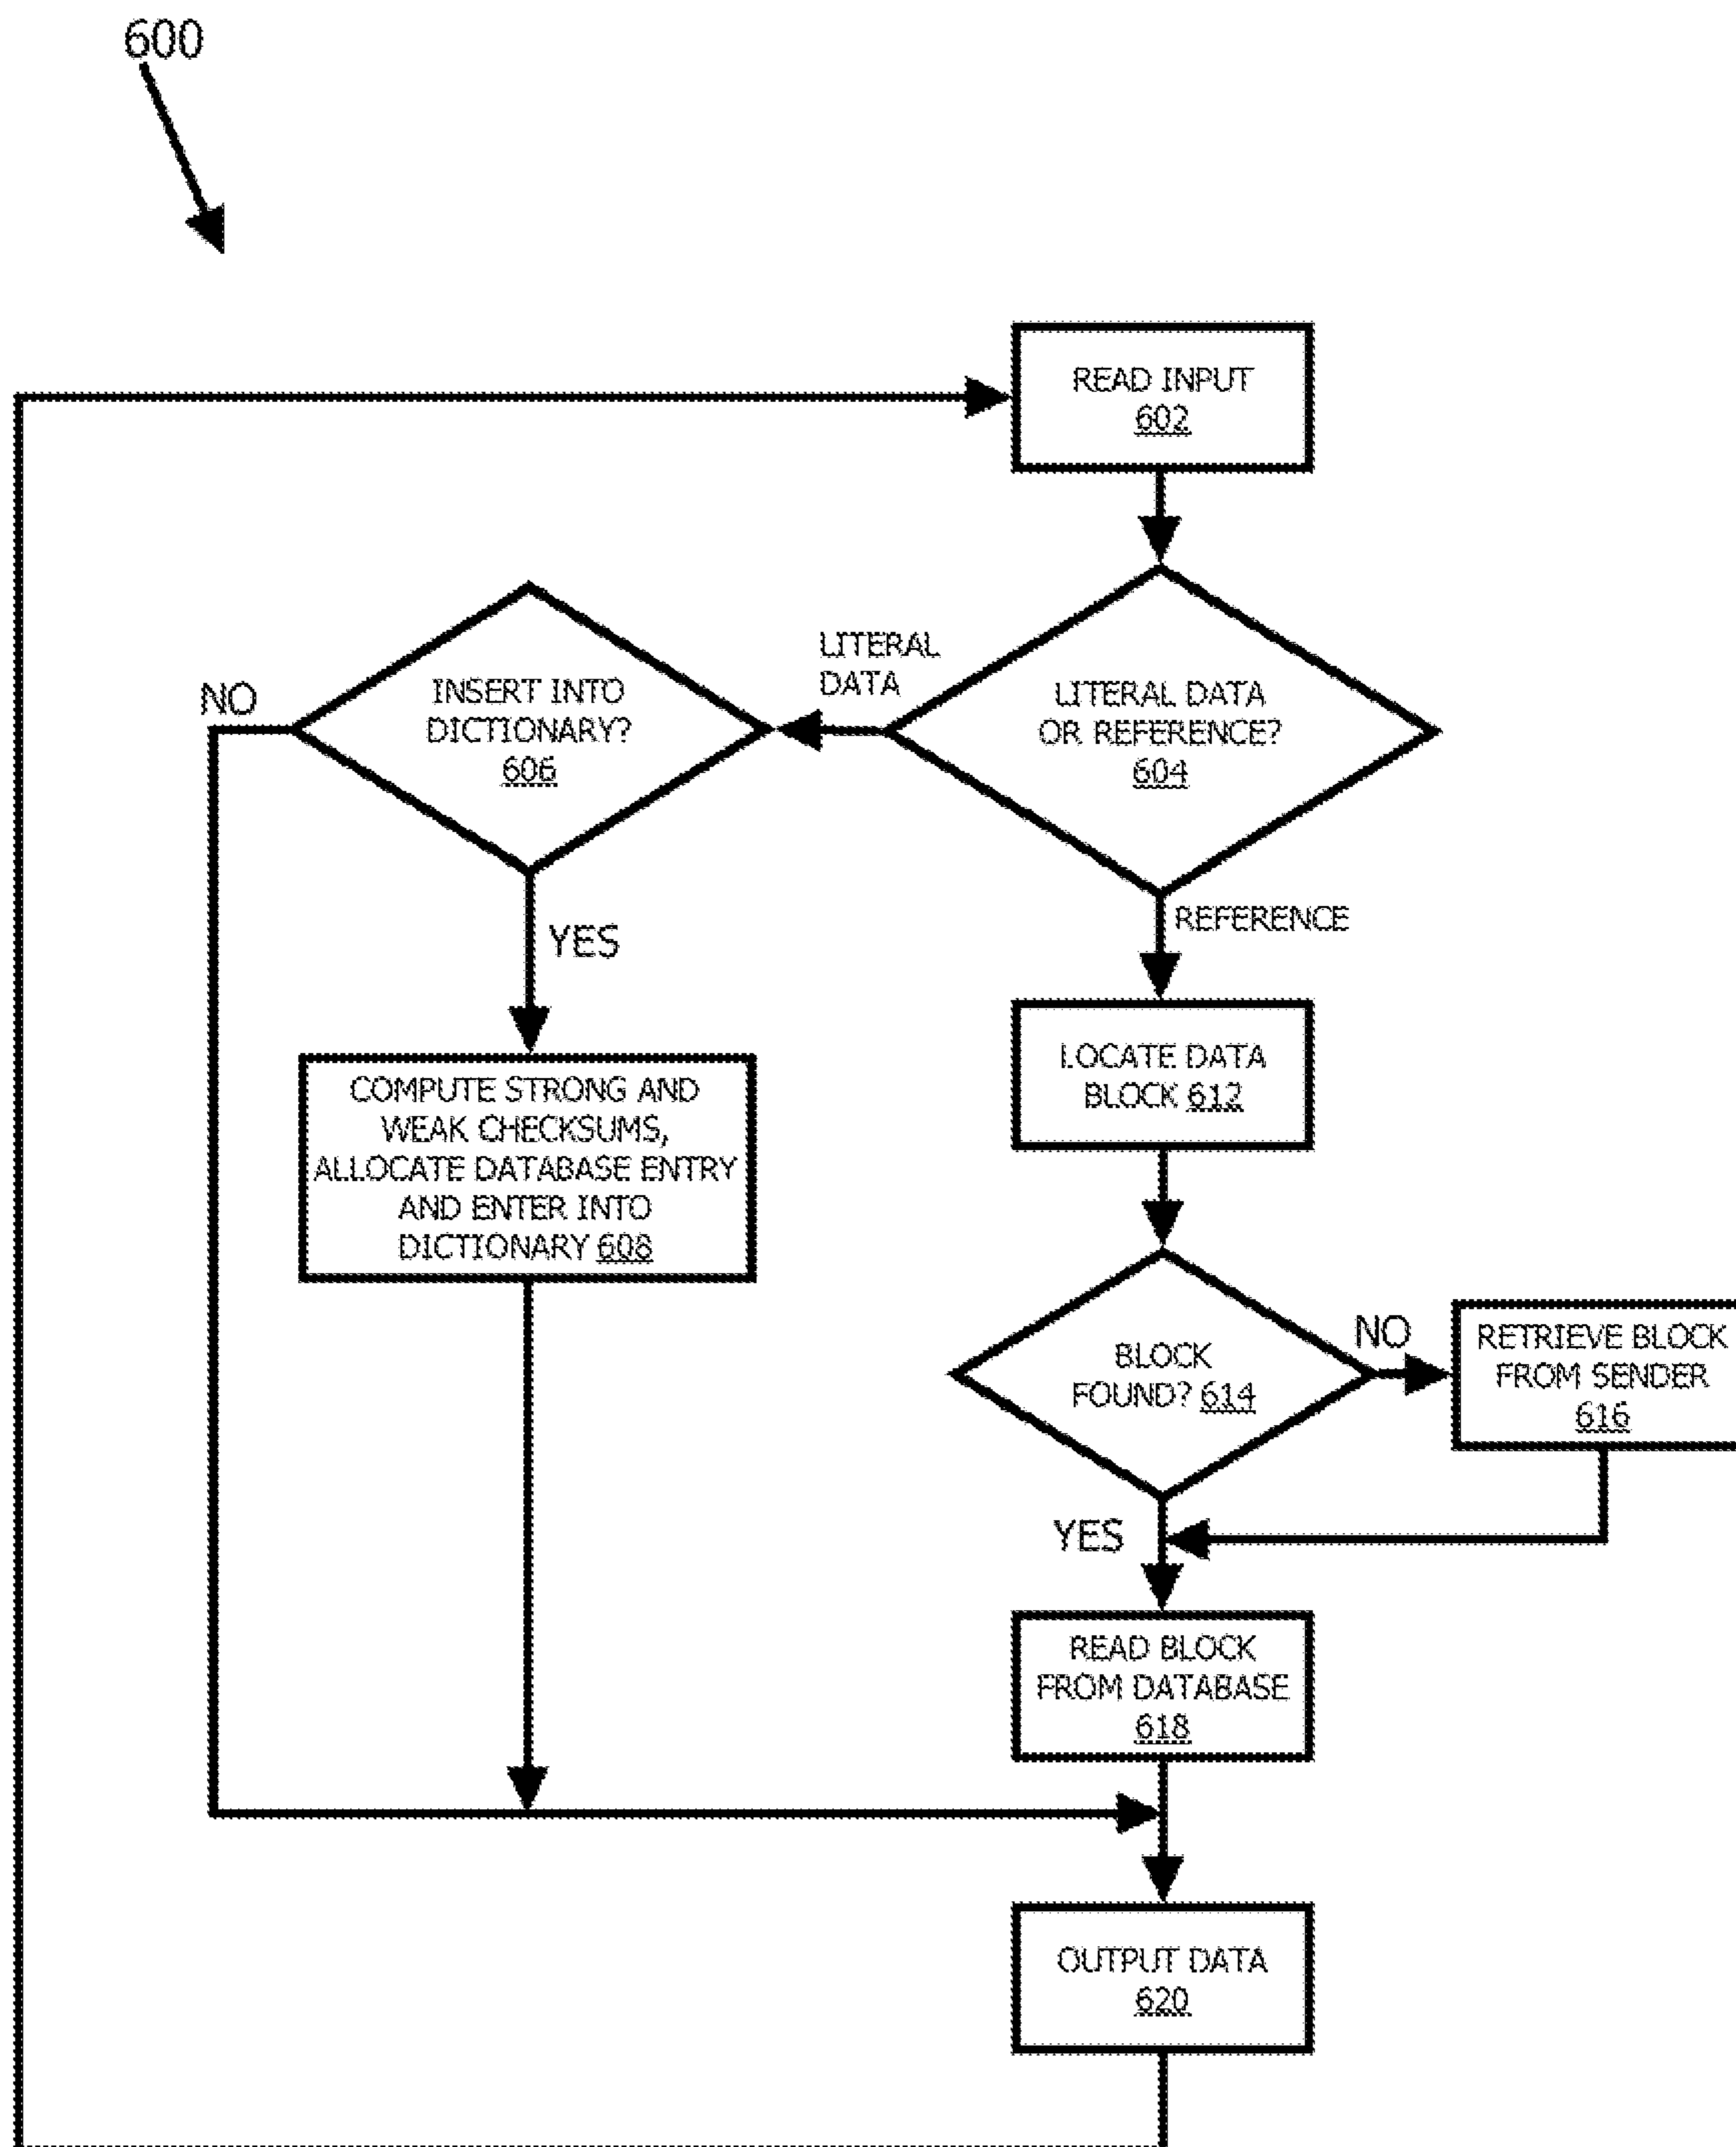 600
READ INPUT
602
LITERAL DATA
OR REFERENCE?
604
LITERAL
DATA
INSERT INTO
DICTIONARY?
606
NO
YES
REFERENCE
COMPUTE STRONG AND
WEAK CHECKSUMS,
ALLOCATE DATABASE ENTRY
AND ENTER INTO
DICTIONARY 608
LOCATE DATA
BLOCK 612
BLOCK
FOUND? 614
NO
RETRIEVE BLOCK
FROM SENDER
616
YES
READ BLOCK
FROM DATABASE
618
OUTPUT DATA
620